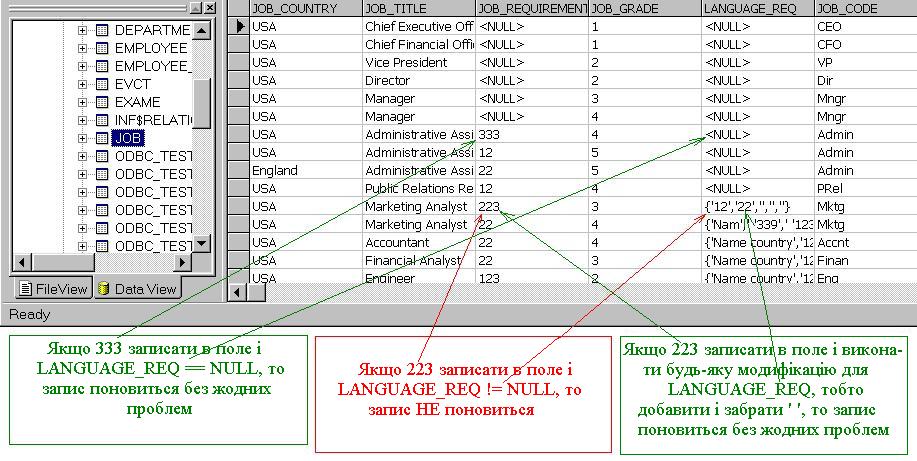 JOB_COUNTRY JOB_TITLE JOB_REQUIREMENT JOB_GRADE LANGUAGE_REQ JOB_CODE
DEPARTME
EMPLOYEE
EMPLOYEE_
EVCT
EXAME
INF$RELATI
JOB
ODBC_TEST
ODBC_TEST
ODBC_TEST
ODBC_TEST
ODBC_TEST
ODBC_TEST
FileView Data View
USA Chief Executive Off <NULL> 1 <NULL> CEO
USA Chief Financial Offi <NULL> 1 <NULL> CFO
USA Vice President <NULL> 2 <NULL> VP
USA Director <NULL> 2 <NULL> Dir
USA Manager <NULL> 3 <NULL> Mngr
USA Manager <NULL> 4 <NULL> Mngr
USA Administrative Assi 333 4 <NULL> Admin
USA Administrative Assi 12 5 <NULL> Admin
England Administrative Assi 22 5 <NULL> Admin
USA Public Relations Re 12 4 <NULL> PRel
USA Marketing Analyst 223 3 {'12','22','','',''} Mktg
USA Marketing Analyst 22 4 {'Nam','339',' '123 Mktg
USA Accountant 22 4 {'Name country','12 Accnt
USA Financial Analyst 22 3 {'Name country','12 Finan
USA Engineer 123 2 {'Name country','12 Eng
Ready
Якщо 333 записати в поле і
LANGUAGE_REQ == NULL, то
запис поновиться без жодних
проблем
Якщо 223 записати в поле і
LANGUAGE_REQ != NULL, то
запис НЕ поновиться
Якщо 223 записати в поле і викона-
ти будь-яку модифікацію для
LANGUAGE_REQ, тобто
добавити і забрати ' ', то запис
поновиться без жодних проблем